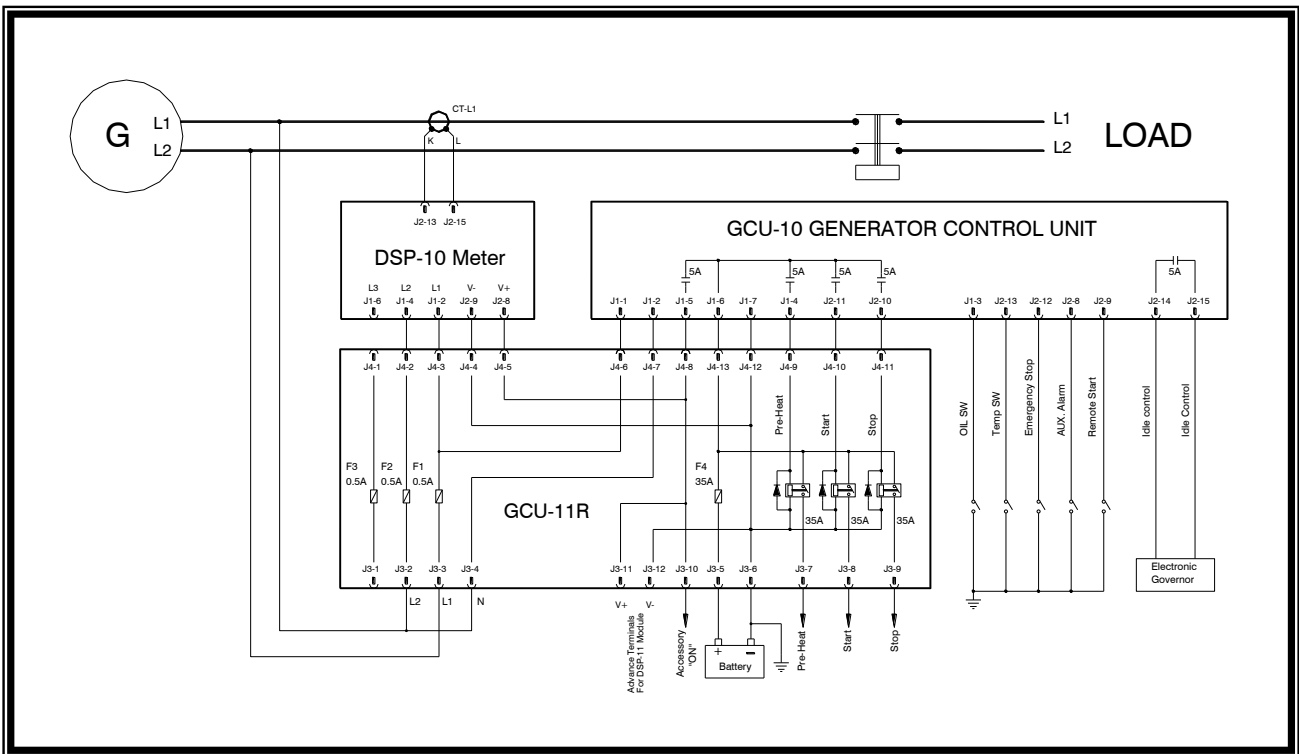 CT-L1
G
L1
L2
K L
L1
L2
LOAD
J2-13 J2-15
DSP-10 Meter
L3 L2 L1 V- V+
J1-6 J1-4 J1-2 J2-9 J2-8
GCU-10 GENERATOR CONTROL UNIT
5A 5A 5A 5A 5A
J1-1 J1-2 J1-5 J1-6 J1-7 J1-4 J2-11 J2-10 J1-3 J2-13 J2-12 J2-8 J2-9 J2-14 J2-15
J4-1 J4-2 J4-3 J4-4 J4-5 J4-6 J4-7 J4-8 J4-13 J4-12 J4-9 J4-10 J4-11
Pre-Heat
Start
Stop
OIL SW
Temp SW
Emergency Stop
AUX. Alarm
Remote Start
Idle control
Idle Control
F3
0.5A
F2
0.5A
F1
0.5A
F4
35A
GCU-11R
35A 35A 35A
J3-1 J3-2 J3-3 J3-4 J3-11 J3-12 J3-10 J3-5 J3-6 J3-7 J3-8 J3-9
L2 L1 N
V+ V-
Advance Terminals
For DSP-11 Module
Accessory
"ON"
+ −
Battery
Pre-Heat
Start
Stop
Electronic
Governor